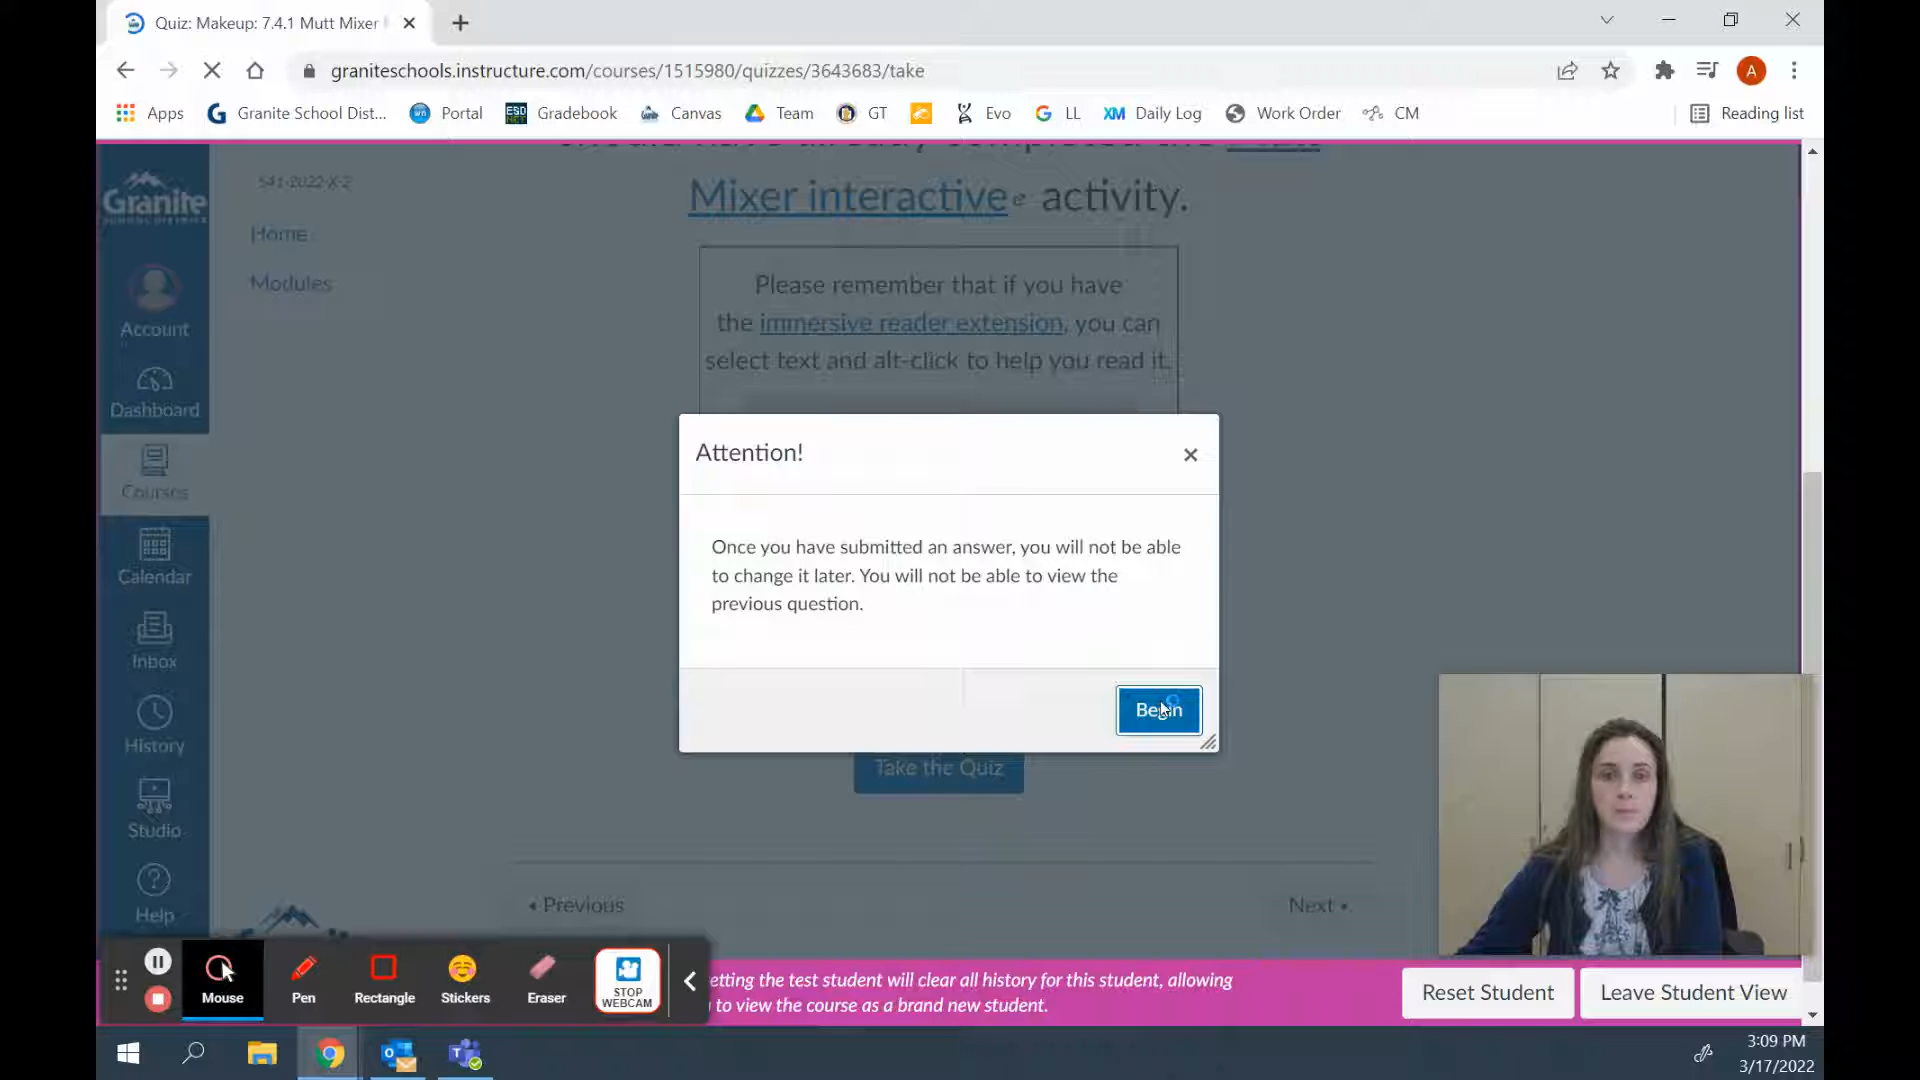 Quiz: Makeup: 7.4.1 Mutt Mixer
graniteschools.instructure.com/courses/1515980/quizzes/3643683/take
A
Apps
Granite School Dist...
Portal
Gradebook
Canvas
Team
GT
Evo
LL
XM Daily Log
Work Order
CM
Reading list
Granite
SCHOOL DISTRICT
Account
Dashboard
Courses
Calendar
Inbox
History
Studio
Help
S41-2022-X-2
Home
Modules
should have already completed the
Mixer interactive activity.
Please remember that if you have
the immersive reader extension, you can
select text and alt-click to help you read it.
Attention!
Once you have submitted an answer, you will not be able
to change it later. You will not be able to view the
previous question.
Begin
Take the Quiz
Previous
Next
Mouse
Pen
Rectangle
Stickers
Eraser
STOP
WEBCAM
etting the test student will clear all history for this student, allowing
to view the course as a brand new student.
Reset Student
Leave Student View
3:09 PM
3/17/2022